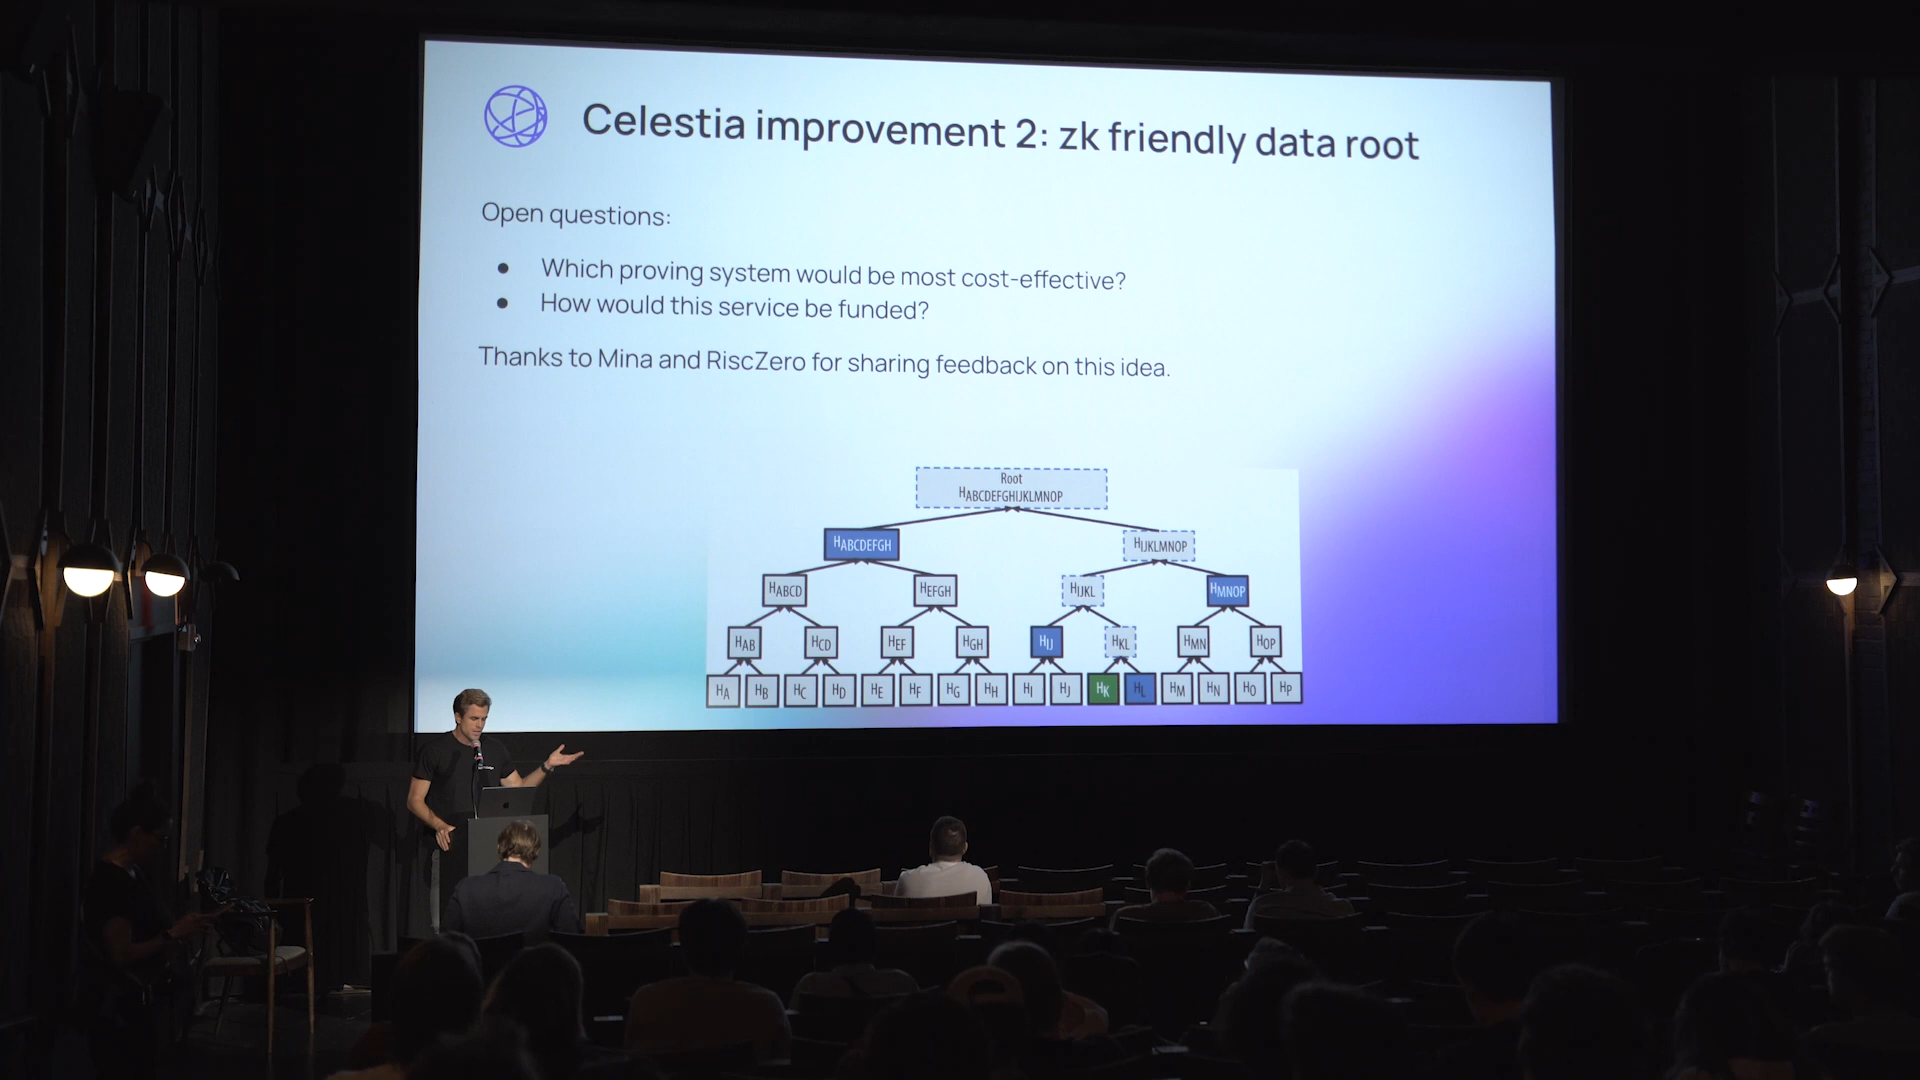 Celestia improvement 2: zk friendly data root
Open questions:
● Which proving system would be most cost-effective?
● How would this service be funded?
Thanks to Mina and RiscZero for sharing feedback on this idea.
Root
HABCDEFGHIJKLMNOP
HABCDEFGH HIJKLMNOP
HABCD HEFGH HIJKL HMNOP
HAB HCD HEF HGH HIJ HKL HMN HOP
HA HB HC HD HE HF HG HH HI HJ HK HL HM HN HO HP